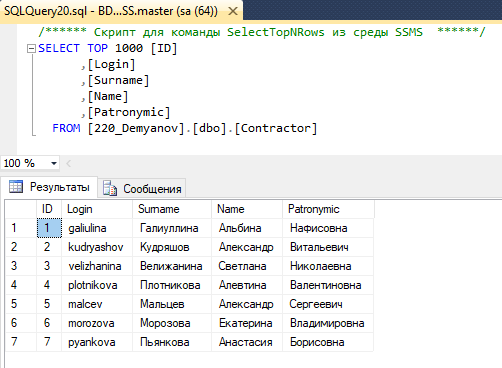 SQLQuery20.sql - BD...SS.master (sa (64))
/****** Скрипт для команды SelectTopNRows из среды SSMS ******/
SELECT TOP 1000 [ID]
,[Login]
,[Surname]
,[Name]
,[Patronymic]
FROM [220_Demyanov].[dbo].[Contractor]
100 %
Результаты Сообщения
ID Login Surname Name Patronymic
1 1 galiulina Галиуллина Альбина Нафисовна
2 2 kudryashov Кудряшов Александр Витальевич
3 3 velizhanina Велижанина Светлана Николаевна
4 4 plotnikova Плотникова Алевтина Валентиновна
5 5 malcev Мальцев Александр Сергеевич
6 6 morozova Морозова Екатерина Владимировна
7 7 pyankova Пьянкова Анастасия Борисовна